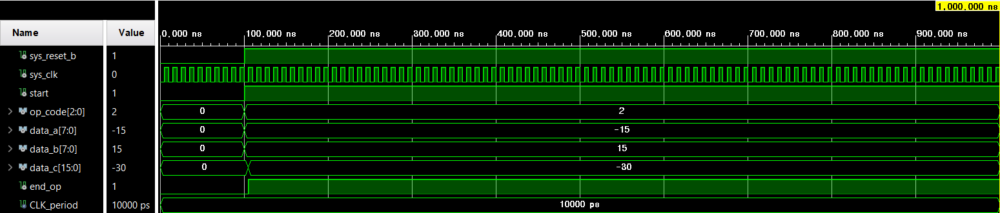 1,000.000 ns
Name Value 0.000 ns 100.000 ns 200.000 ns 300.000 ns 400.000 ns 500.000 ns 600.000 ns 700.000 ns 800.000 ns 900.000 ns
sys_reset_b 1
sys_clk 0
start 1
op_code[2:0] 2 0 2
data_a[7:0] -15 0 -15
data_b[7:0] 15 0 15
data_c[15:0] -30 0 -30
end_op 1
CLK_period 10000 ps 10000 ps